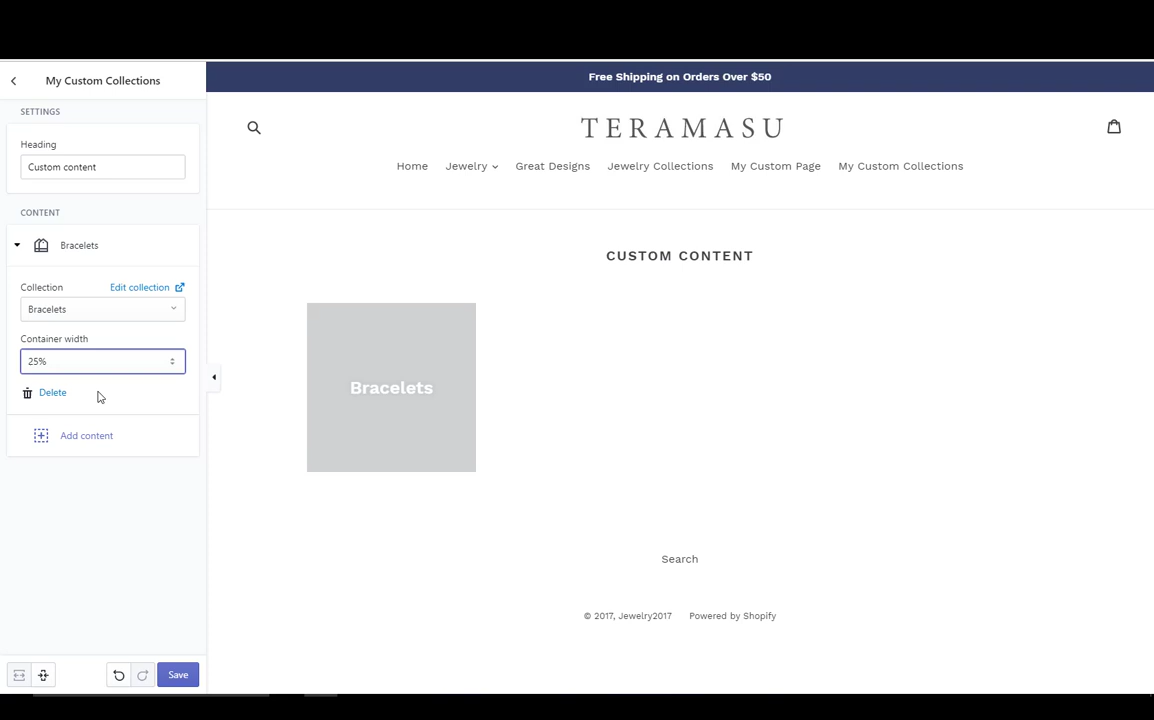 My Custom Collections
SETTINGS
Heading
Custom content
CONTENT
Bracelets
Collection Edit collection
Bracelets
Container width
25%
Delete
Add content
Save
Free Shipping on Orders Over $50
TERAMASU
Home Jewelry Great Designs Jewelry Collections My Custom Page My Custom Collections
CUSTOM CONTENT
Bracelets
Search
© 2017, Jewelry2017 Powered by Shopify